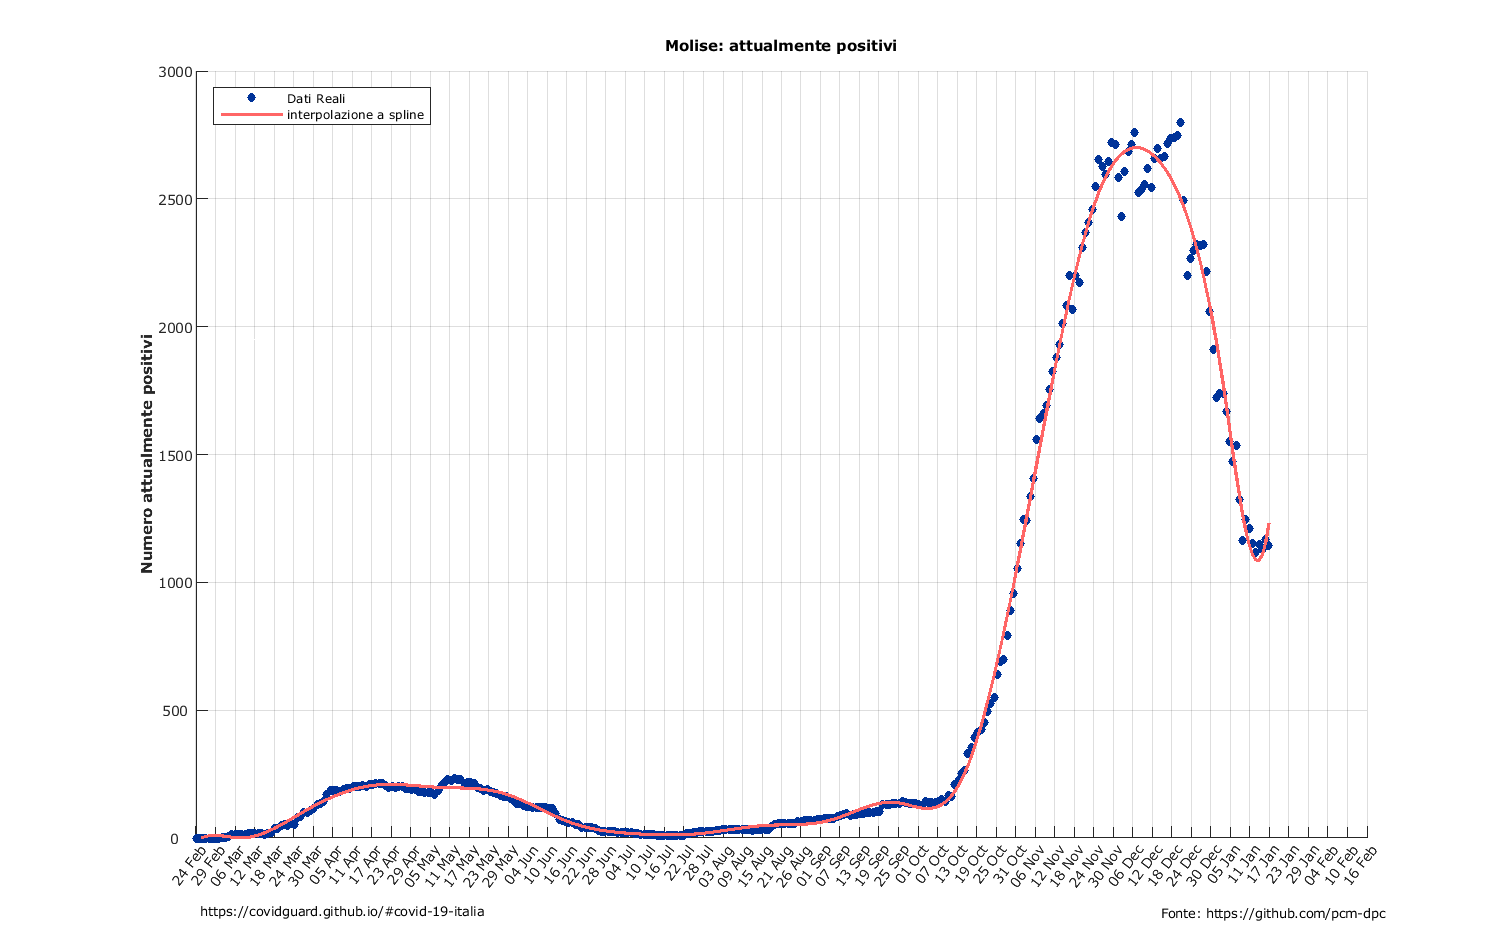 Molise: attualmente positivi
3000
2500
2000
1500
1000
500
0
Numero attualmente positivi
Dati Reali
interpolazione a spline
24 Feb
29 Feb
06 Mar
12 Mar
18 Mar
24 Mar
30 Mar
05 Apr
11 Apr
17 Apr
23 Apr
29 Apr
05 May
11 May
17 May
23 May
29 May
04 Jun
10 Jun
16 Jun
22 Jun
28 Jun
04 Jul
10 Jul
16 Jul
22 Jul
28 Jul
03 Aug
09 Aug
15 Aug
21 Aug
26 Aug
01 Sep
07 Sep
13 Sep
19 Sep
25 Sep
01 Oct
07 Oct
13 Oct
19 Oct
25 Oct
31 Oct
06 Nov
12 Nov
18 Nov
24 Nov
30 Nov
06 Dec
12 Dec
18 Dec
24 Dec
30 Dec
05 Jan
11 Jan
17 Jan
23 Jan
29 Jan
04 Feb
10 Feb
16 Feb
https://covidguard.github.io/#covid-19-italia
Fonte: https://github.com/pcm-dpc